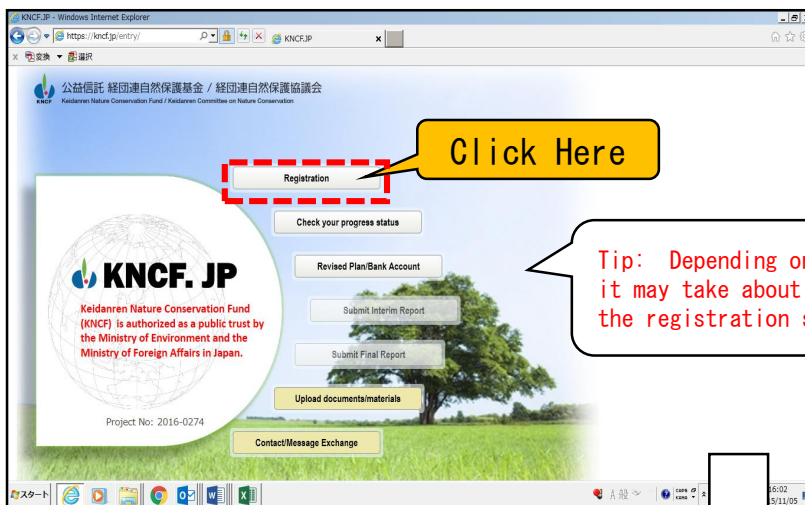 KNCF.JP - Windows Internet Explorer
https://kncf.jp/entry/
KNCF.JP
x 変換 ▼ 選択
公益信託 経団連自然保護基金 / 経団連自然保護協議会
KNCF
Keidanren Nature Conservation Fund / Keidanren Committee on Nature Conservation
Click Here
Registration
Check your progress status
Revised Plan/Bank Account
Submit Interim Report
Submit Final Report
Upload documents/materials
Contact/Message Exchange
KNCF. JP
Keidanren Nature Conservation Fund
(KNCF) is authorized as a public trust by
the Ministry of Environment and the
Ministry of Foreign Affairs in Japan.
Project No: 2016-0274
Tip: Depending on
it may take about
the registration s
スタート
A 般
CAPS
KANA
16:02
15/11/05